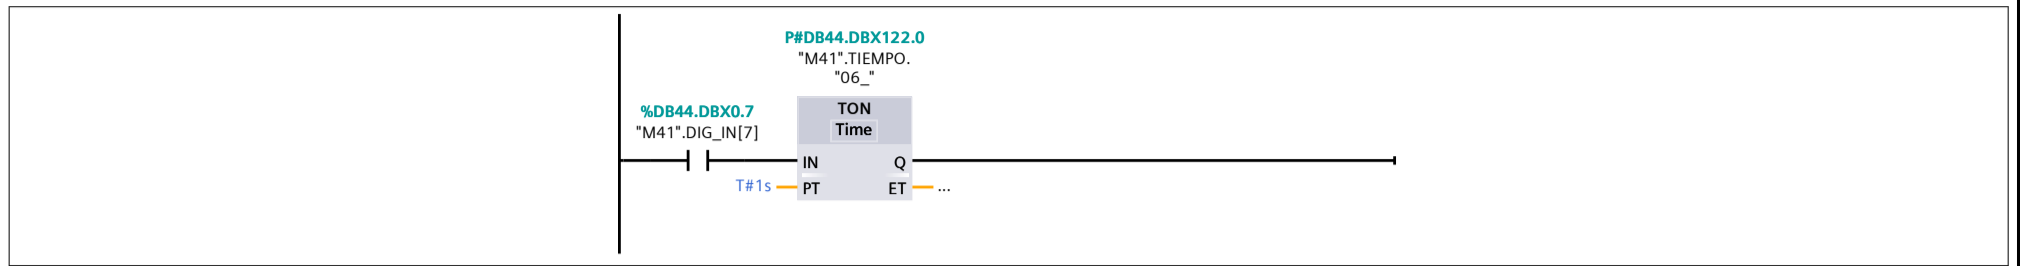 P#DB44.DBX122.0
"M41".TIEMPO.
"06_"
%DB44.DBX0.7
"M41".DIG_IN[7]
TON
Time
IN
Q
T#1s
PT
ET
...